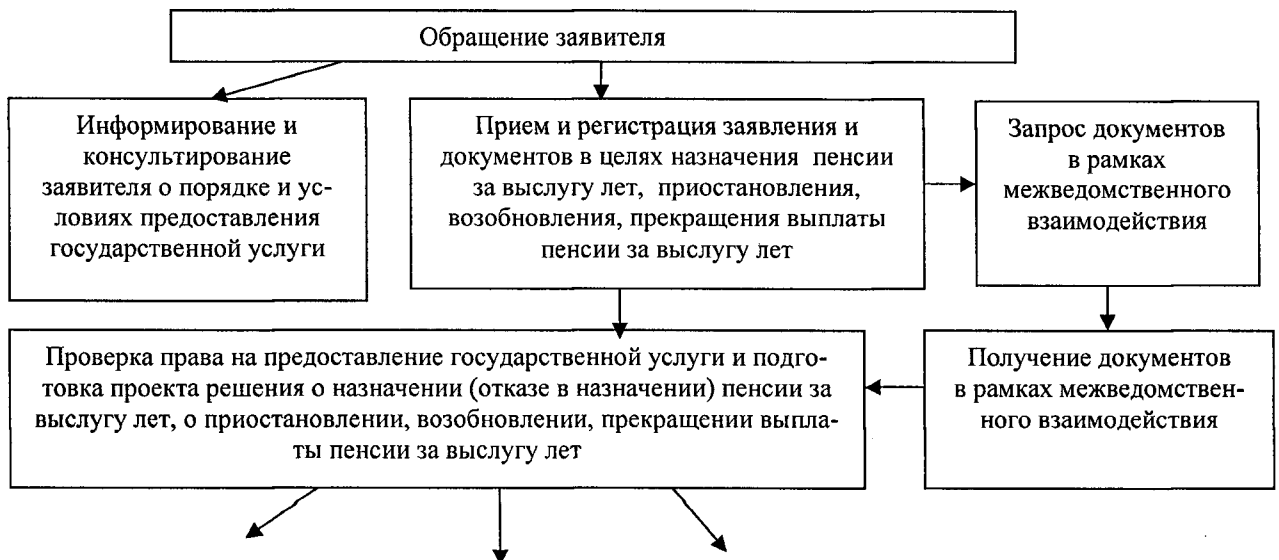 Обращение заявителя
Информирование и
консультирование
заявителя о порядке и ус-
ловиях предоставления
государственной услуги
Прием и регистрация заявления и
документов в целях назначения пенсии
за выслугу лет, приостановления,
возобновления, прекращения выплаты
пенсии за выслугу лет
Запрос документов
в рамках
межведомственного
взаимодействия
Проверка права на предоставление государственной услуги и подго-
товка проекта решения о назначении (отказе в назначении) пенсии за
выслугу лет, о приостановлении, возобновлении, прекращении выпла-
ты пенсии за выслугу лет
Получение документов
в рамках межведомствен-
ного взаимодействия